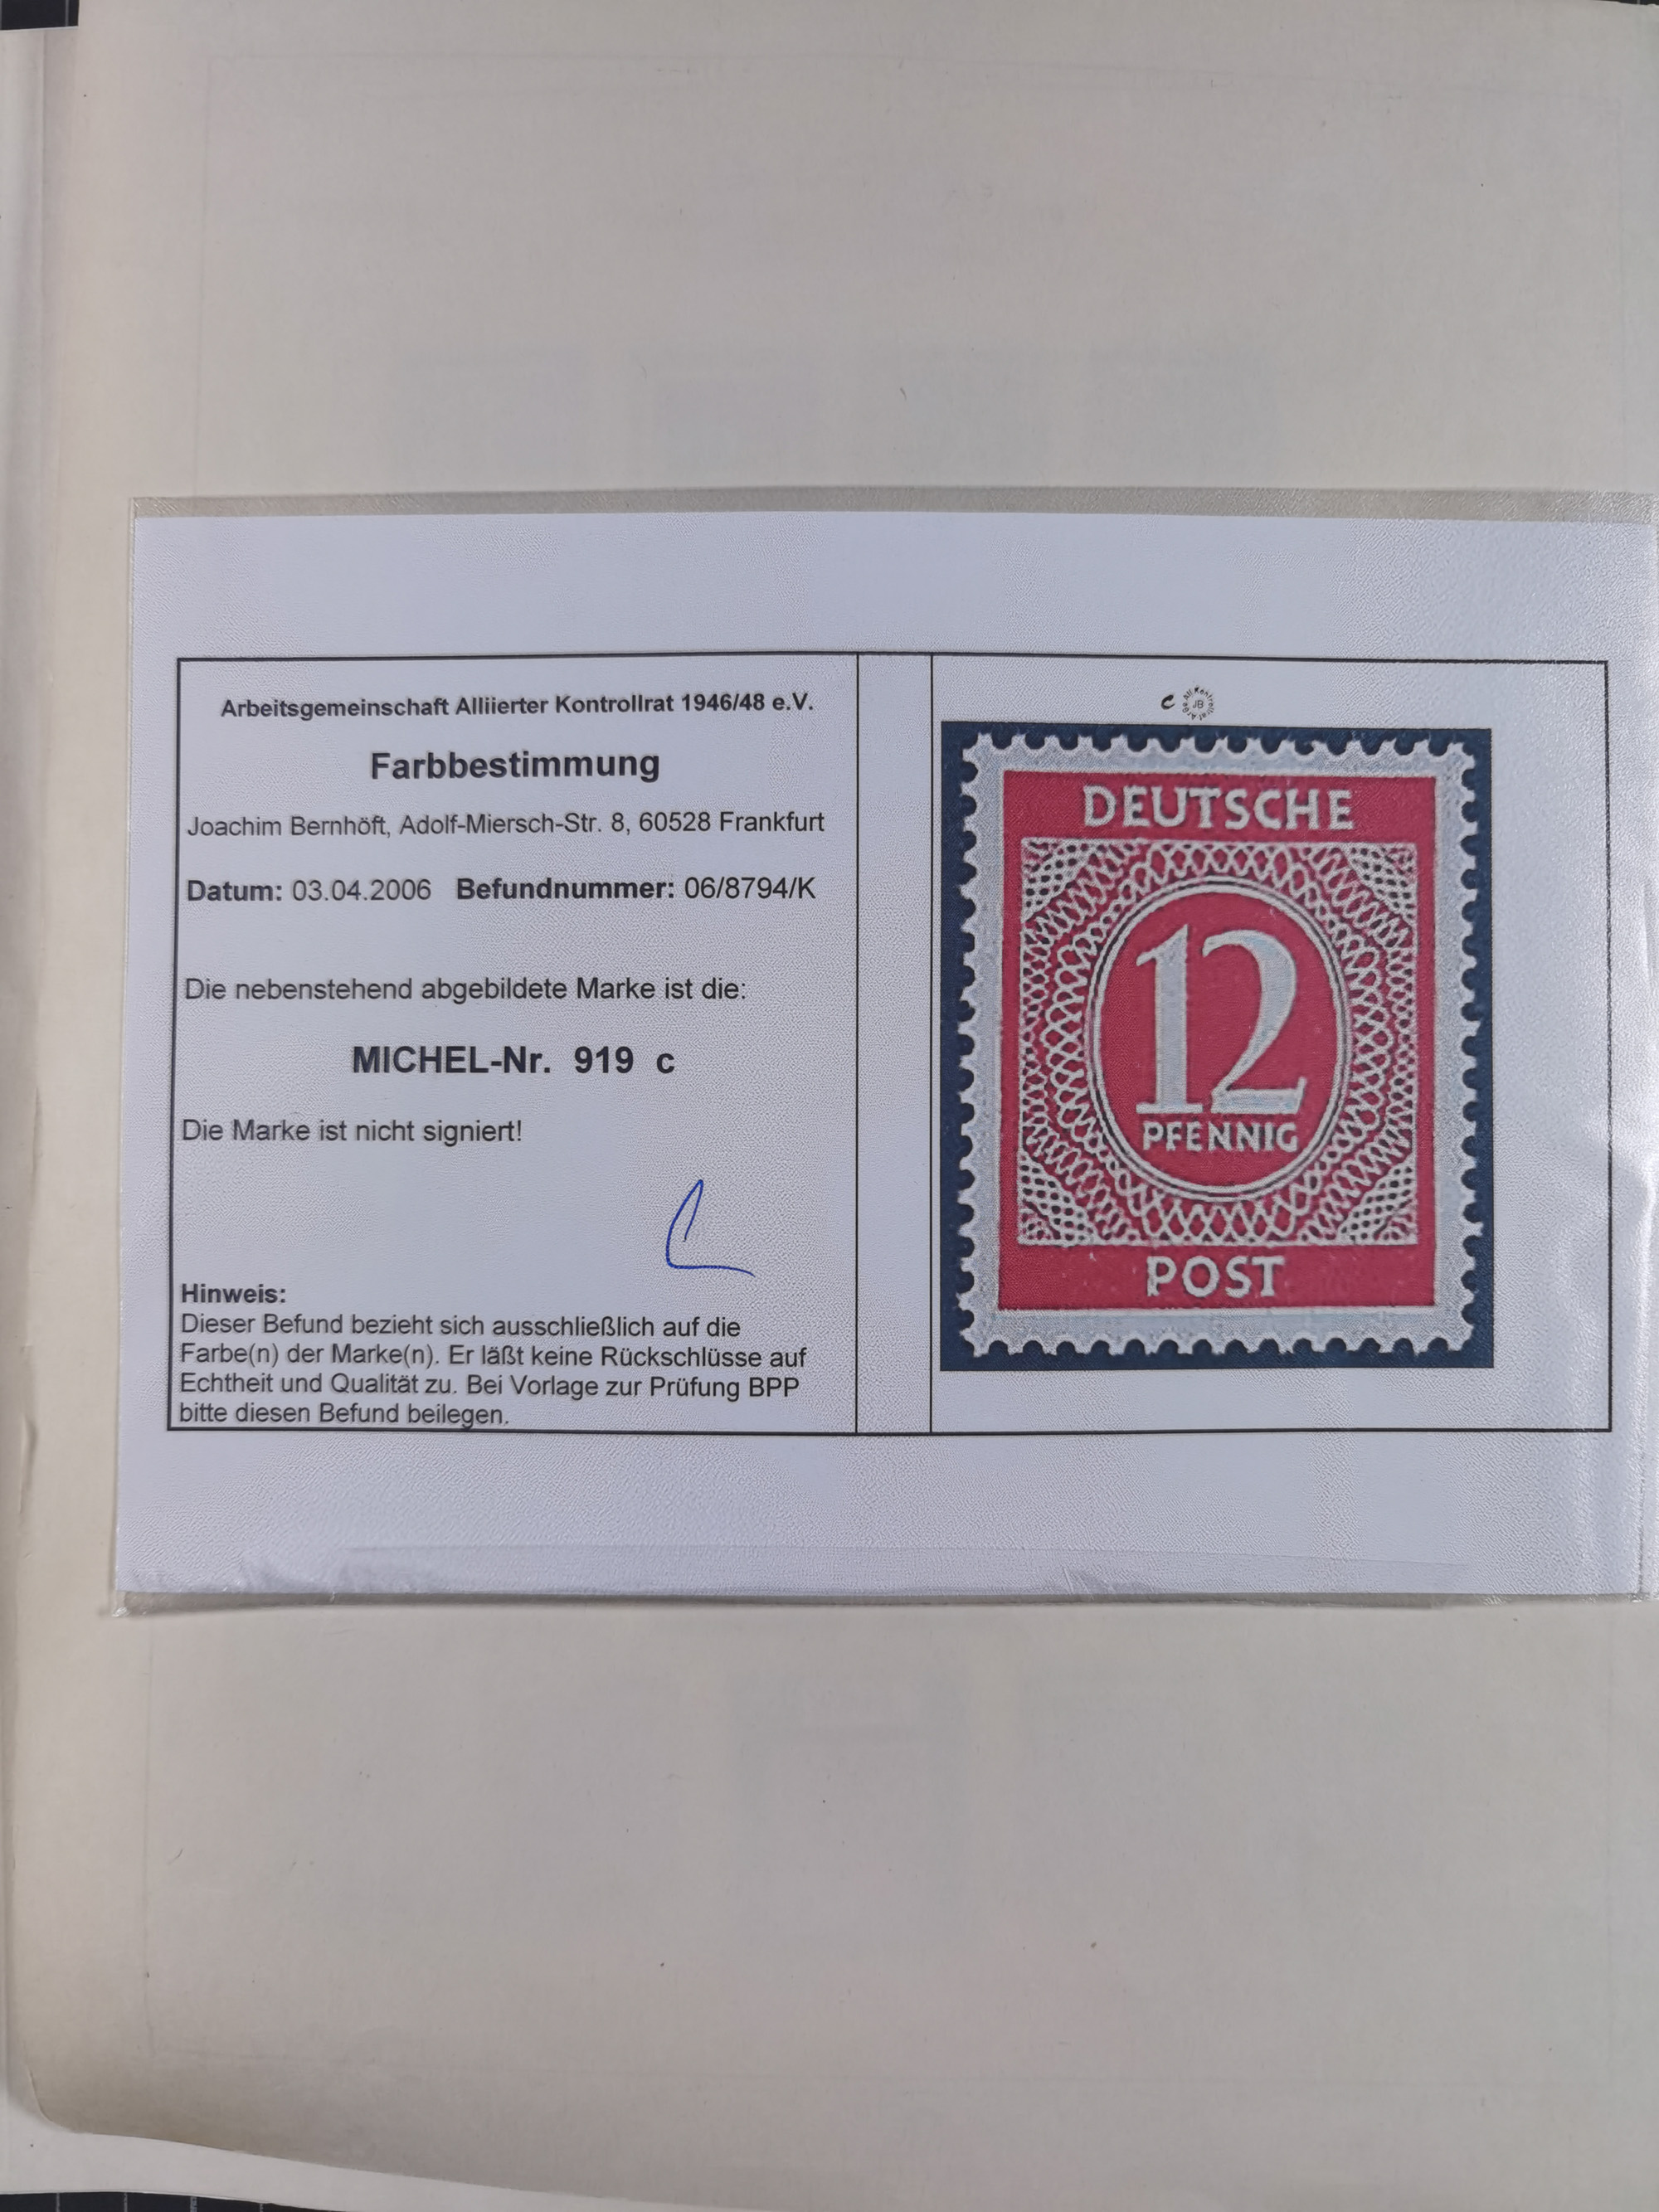 Arbeitsgemeinschaft Alliierter Kontrollrat 1946/48 e.V.
Farbbestimmung
Joachim Bernhöft, Adolf-Miersch-Str. 8, 60528 Frankfurt
Datum: 03.04.2006 Befundnummer: 06/8794/K
Die nebenstehend abgebildete Marke ist die:
MICHEL-Nr. 919 c
Die Marke ist nicht signiert!
Hinweis:
Dieser Befund bezieht sich ausschließlich auf die
Farbe(n) der Marke(n). Er läßt keine Rückschlüsse auf
Echtheit und Qualität zu. Bei Vorlage zur Prüfung BPP
bitte diesen Befund beilegen.
c
JB
DEUTSCHE
12
PFENNIG
POST